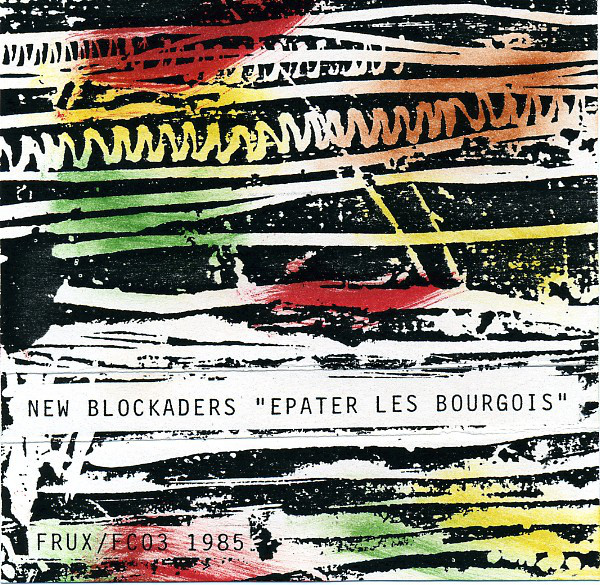 NEW BLOCKADERS "EPATER LES BOURGOIS"
FRUX/FC03 1985